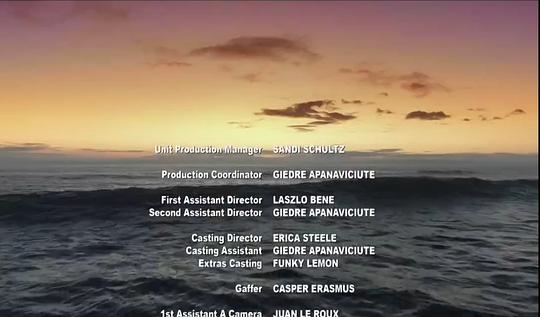 Unit Production Manager SANDI SCHULTZ
Production Coordinator GIEDRE APANAVICIUTE
First Assistant Director LASZLO BENE
Second Assistant Director GIEDRE APANAVICIUTE
Casting Director ERICA STEELE
Casting Assistant GIEDRE APANAVICIUTE
Extras Casting FUNKY LEMON
Gaffer CASPER ERASMUS
1st Assistant A Camera JUAN LE ROUX